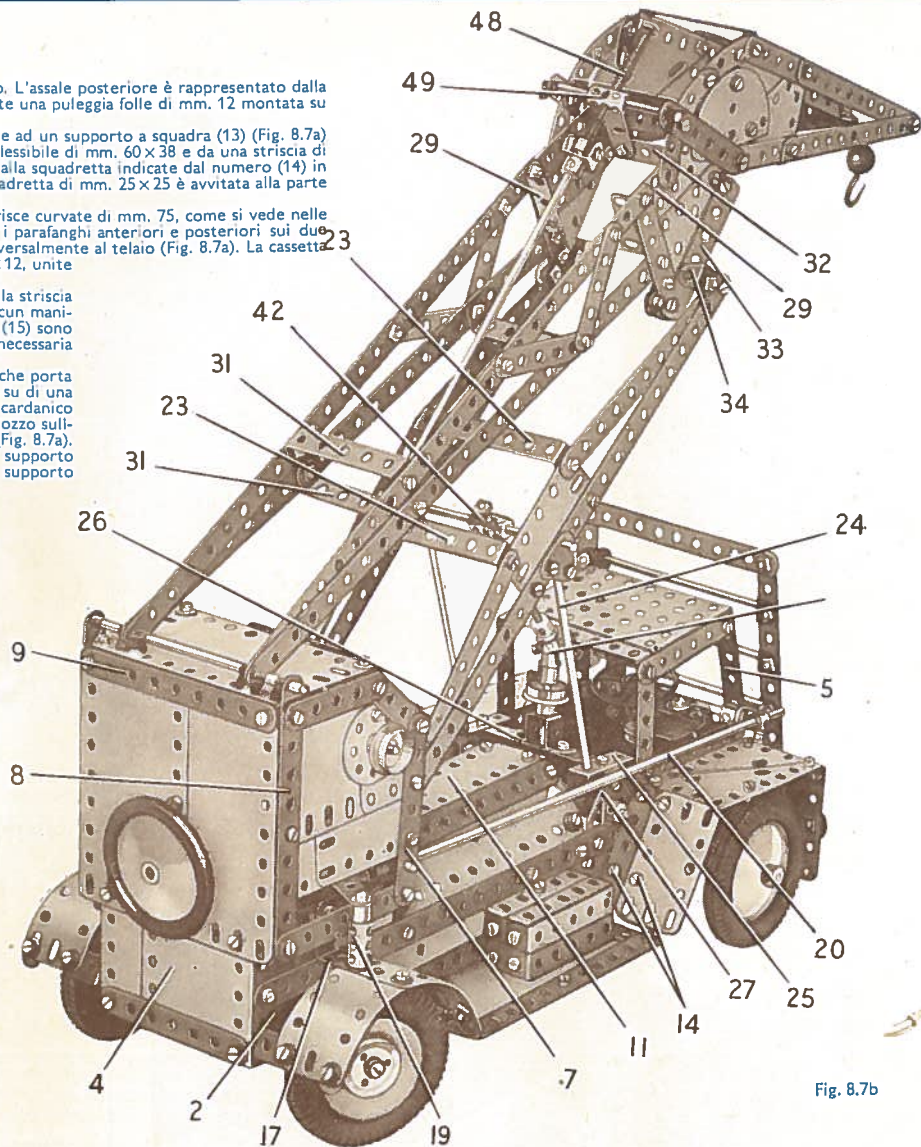 o. L'assale posteriore è rappresentato dalla
te una puleggia folle di mm. 12 montata su
e ad un supporto a squadra (13) (Fig. 8.7a)
lessibile di mm. 60×38 e da una striscia di
alla squadretta indicate dal numero (14) in
adretta di mm. 25×25 è avvitata alla parte
risce curvate di mm. 75, come si vede nelle
i parafanghi anteriori e posteriori sui due
versalmente al telaio (Fig. 8.7a). La cassetta
×12, unite
la striscia
cun mani-
(15) sono
necessaria
che porta
su di una
cardanico
ozzo suli-
(Fig. 8.7a).
supporto
supporto
48
49
29
23
32
29
33
34
42
31
23
31
26
24
9
5
8
20
27
25
14
11
7
4
2
17
19
Fig. 8.7b